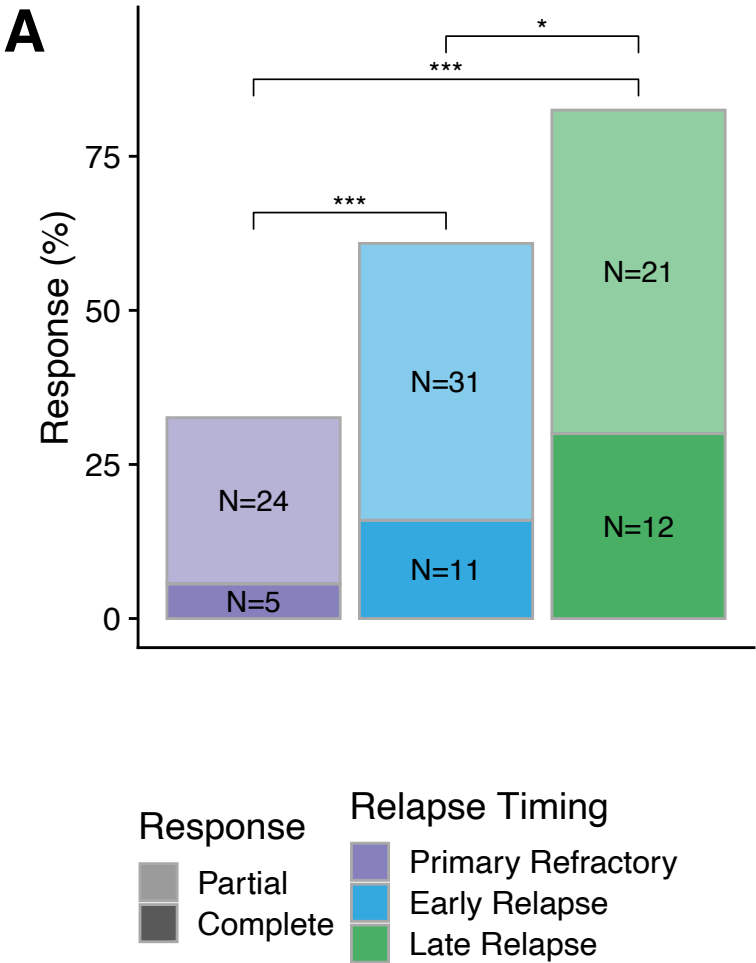 A
*
***
***
Response (%)
75
50
25
0
N=21
N=31
N=24
N=12
N=11
N=5
Response
Partial
Complete
Relapse Timing
Primary Refractory
Early Relapse
Late Relapse